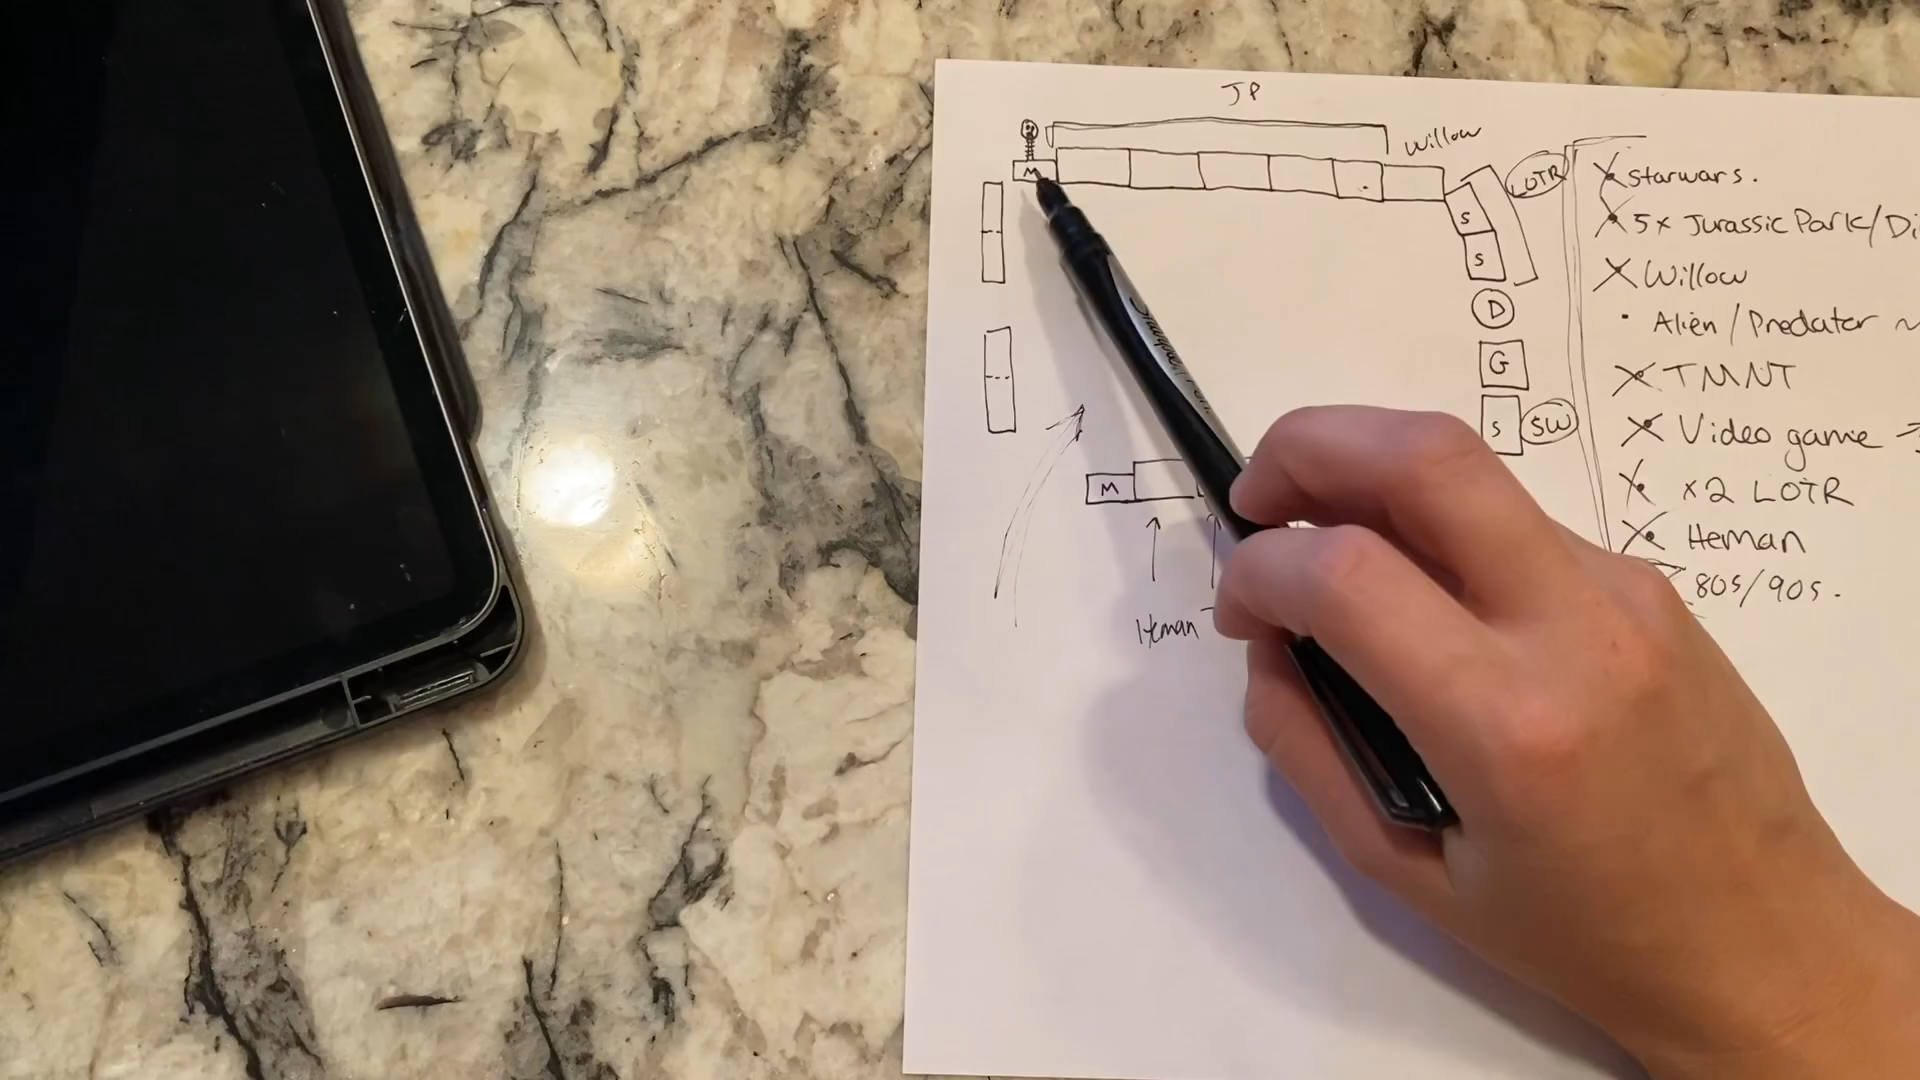 JP
Willow
M
LOTR
S
S
D
G
S
SW
M
Heman
Starwars.
5x Jurassic Park/Di
Willow
Alien/Predator ~
TMNT
Video game →
x2 LOTR
Heman
80s/90s.